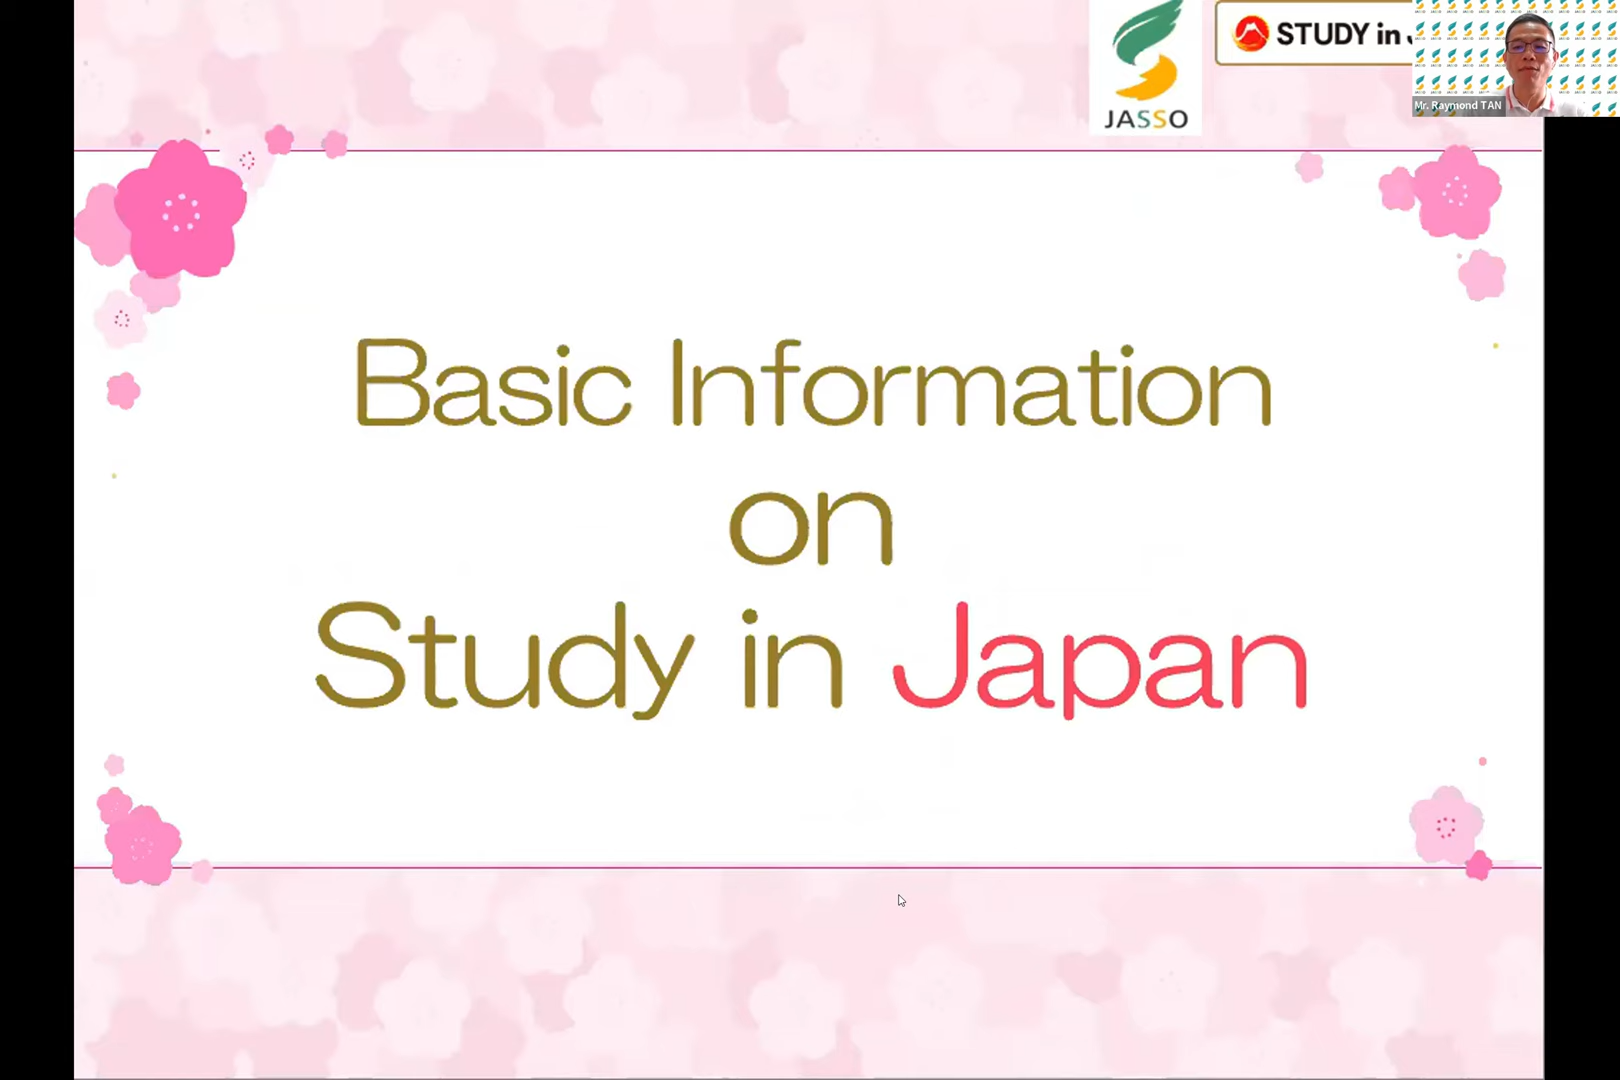 JASSO
STUDY in
Mr. Raymond TAN
Basic Information
on
Study in Japan